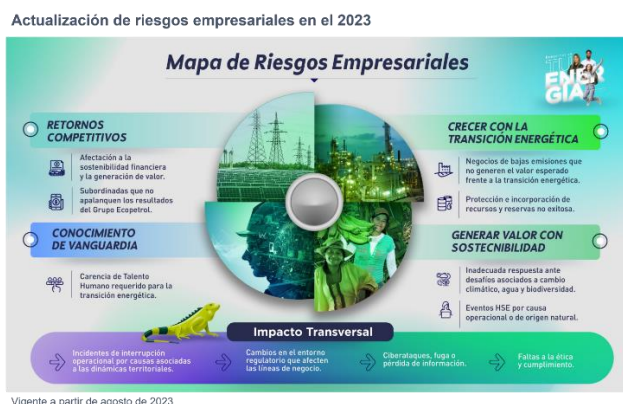 Actualización de riesgos empresariales en el 2023
Mapa de Riesgos Empresariales
TU
ENER
GÍA
RETORNOS
COMPETITIVOS
Afectación a la
sostenibilidad financiera
y la generación de valor.
Subordinadas que no
apalanquen los resultados
del Grupo Ecopetrol.
CRECER CON LA
TRANSICIÓN ENERGÉTICA
Negocios de bajas emisiones que
no generen el valor esperado
frente a la transición energética.
Protección e incorporación de
recursos y reservas no exitosa.
CONOCIMIENTO
DE VANGUARDIA
Carencia de Talento
Humano requerido para la
transición energética.
GENERAR VALOR CON
SOSTECNIBILIDAD
Inadecuada respuesta ante
desafíos asociados a cambio
climático, agua y biodiversidad.
Eventos HSE por causa
operacional o de origen natural.
Impacto Transversal
Incidentes de interrupción
operacional por causas asociadas
a las dinámicas territoriales.
Cambios en el entorno
regulatorio que afecten
las líneas de negocio.
Ciberataques, fuga o
pérdida de información.
Faltas a la ética
y cumplimiento.
Vigente a partir de agosto de 2023